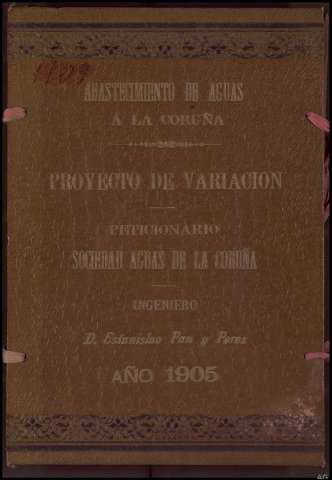 ABASTECIMIENTO DE AGUAS
A LA CORUÑA
PROYECTO DE VARIACION
PETICIONARIO
SOCIEDAD AGUAS DE LA CORUÑA
INGENIERO
D. Estanislao Pan y Perez
AÑO 1905